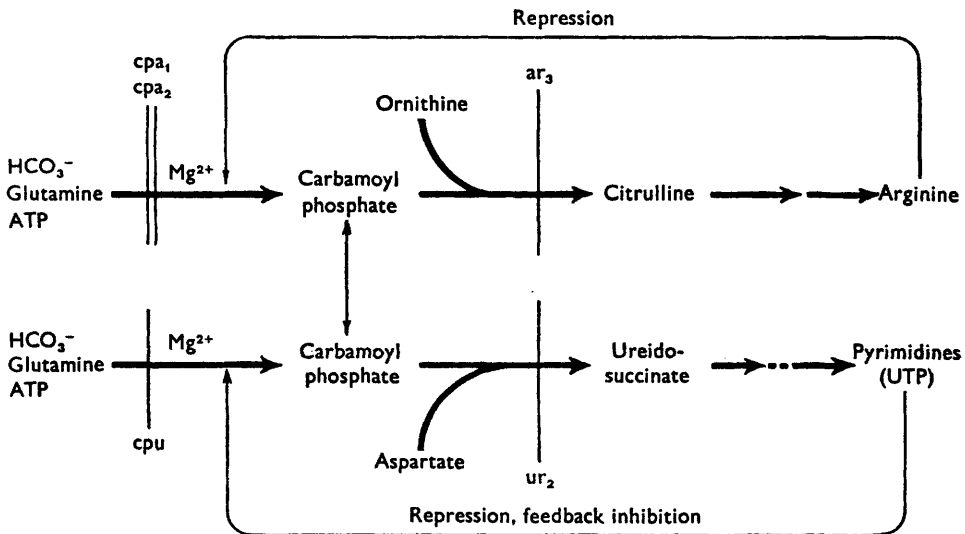 Repression
cpa₁
cpa₂
ar₃
Ornithine
HCO₃⁻
Glutamine
ATP
Mg²⁺
Carbamoyl
phosphate
Citrulline
Arginine
HCO₃⁻
Glutamine
ATP
Mg²⁺
Carbamoyl
phosphate
Ureido-
succinate
Pyrimidines
(UTP)
cpu
Aspartate
ur₂
Repression, feedback inhibition